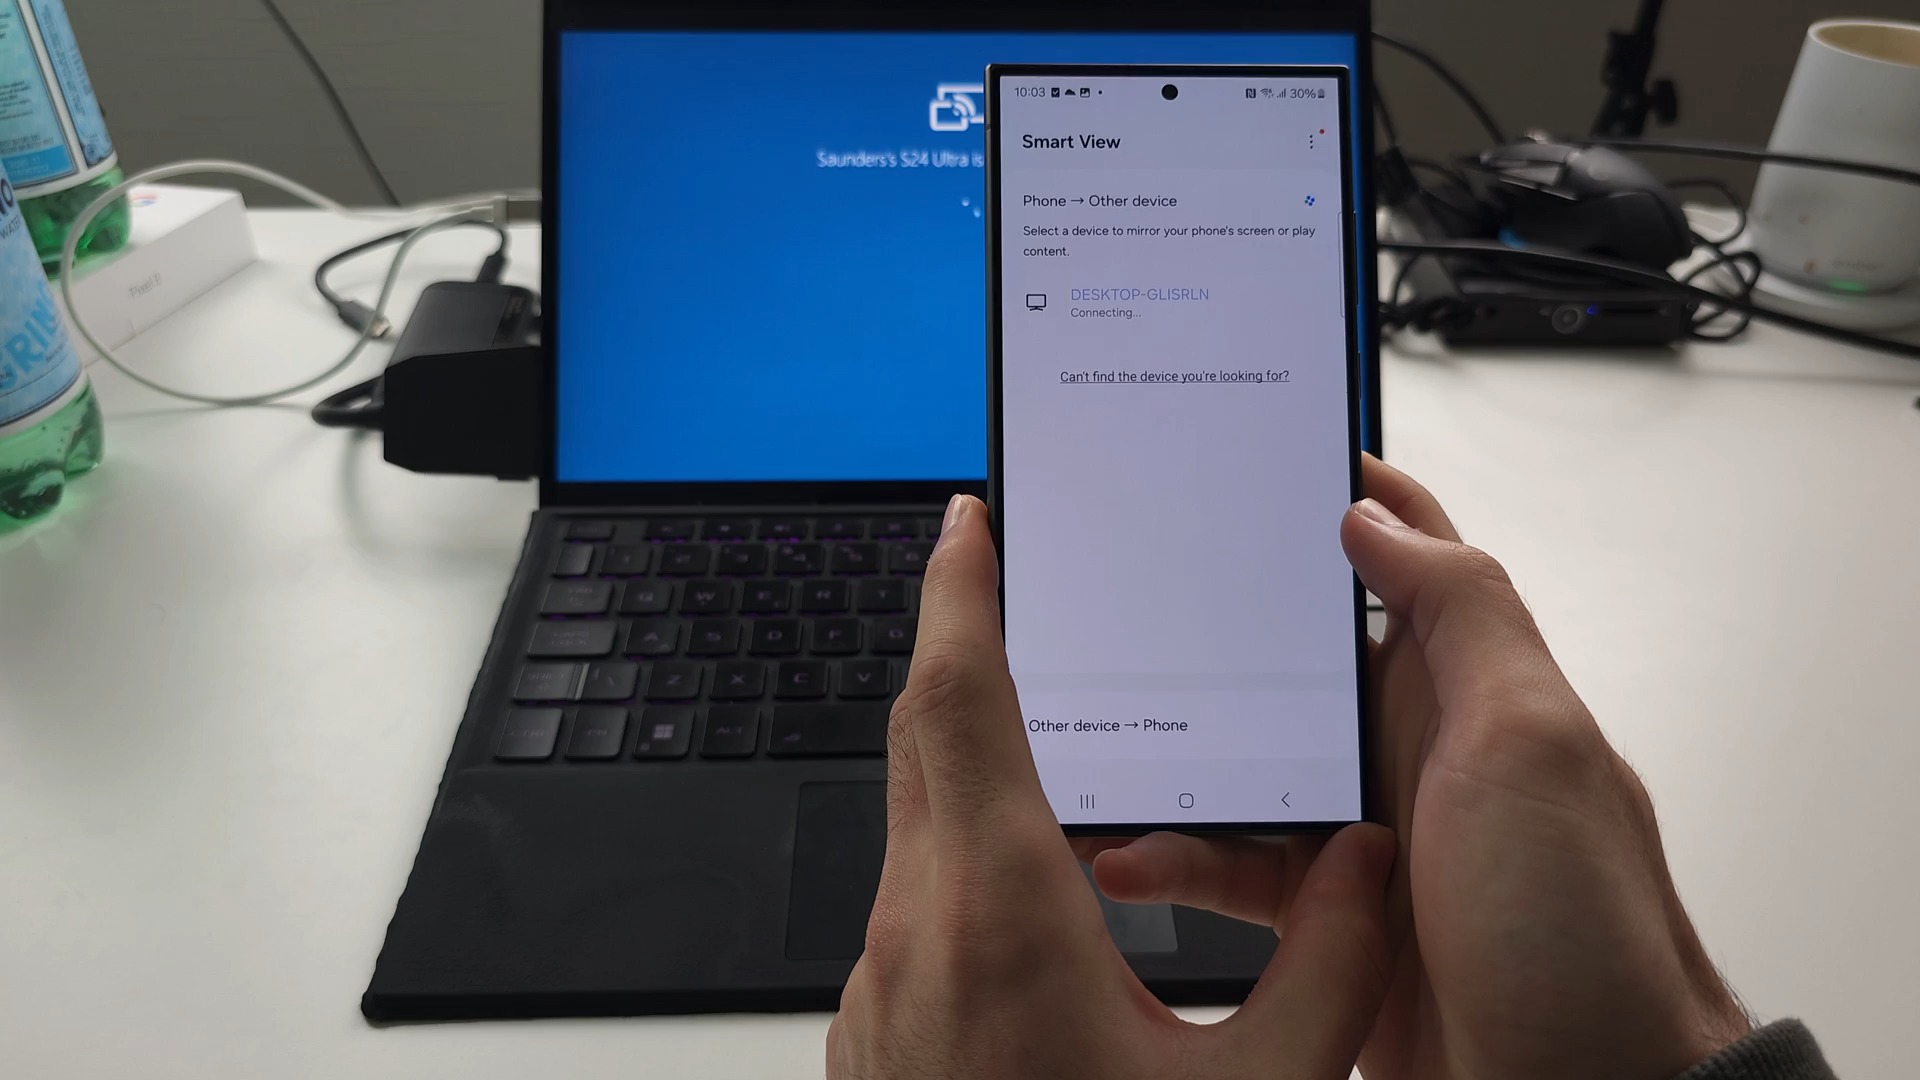 Saunders's S24 Ultra is
10:03
30%
Smart View
Phone → Other device
Select a device to mirror your phone's screen or play
content.
DESKTOP-GLISRLN
Connecting...
Can't find the device you're looking for?
Other device → Phone
Q W E R T
A S D F G
Z X C V
ALT